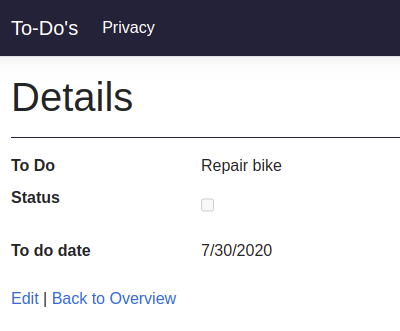 To-Do's Privacy
Details
To Do Repair bike
Status
To do date 7/30/2020
Edit | Back to Overview